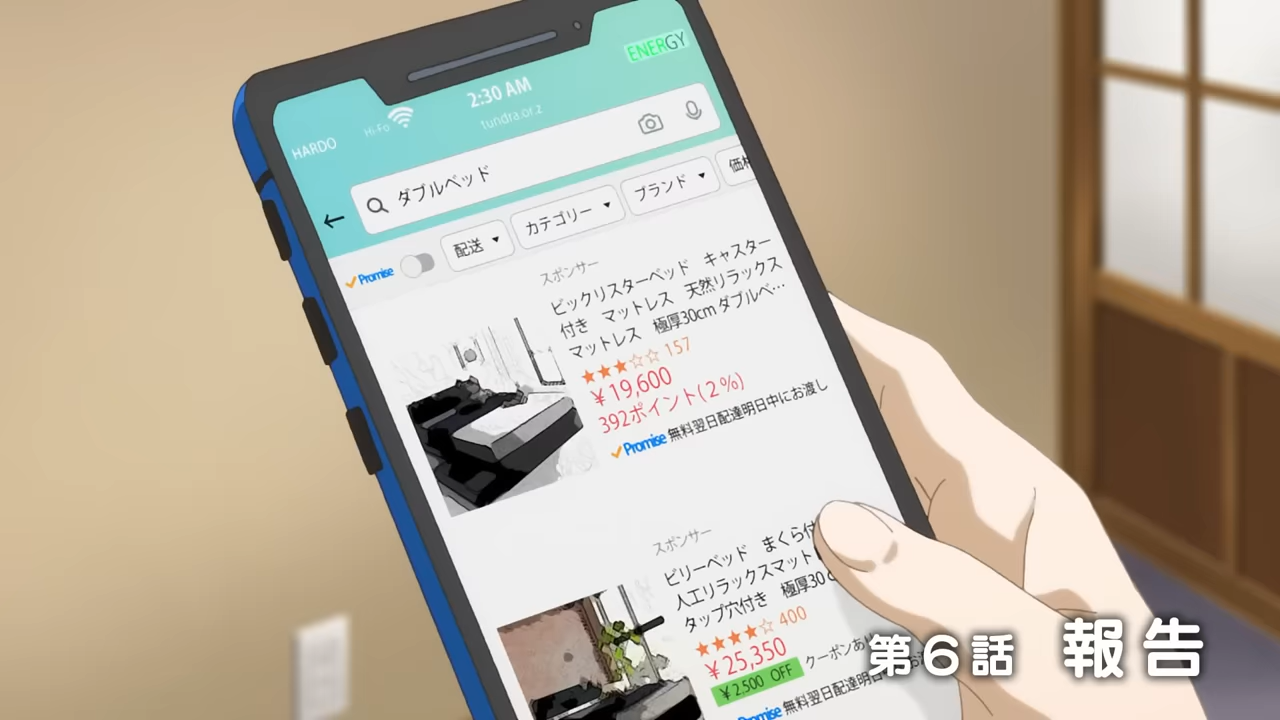 ENERGY
2:30 AM
Hi-Fo
HARDO
tundra.or.z
ダブルベッド
Promise
配送
カテゴリー
ブランド
スポンサー
ビックリスターベッド キャスター
付き マットレス 天然リラックス
マットレス 極厚30cm ダブルベ…
★★★☆☆ 157
¥19,600
392ポイント(2%)
Promise 無料翌日配達明日中にお渡し
スポンサー
ビリーベッド まくら付
人工リラックスマット
タップ穴付き 極厚30
★★★★☆ 400
¥25,350
¥2,500 OFF クーポンあり
Promise 無料翌日配達明日
第6話 報告